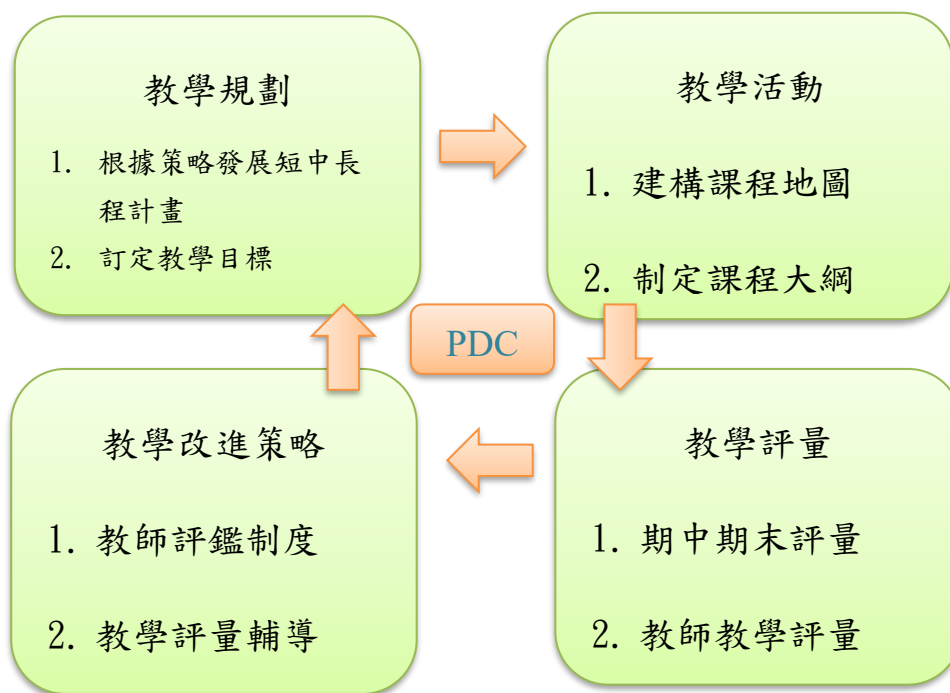 教學規劃
1. 根據策略發展短中長
程計畫
2. 訂定教學目標
教學活動
1. 建構課程地圖
2. 制定課程大綱
PDC
教學改進策略
1. 教師評鑑制度
2. 教學評量輔導
教學評量
1. 期中期末評量
2. 教師教學評量